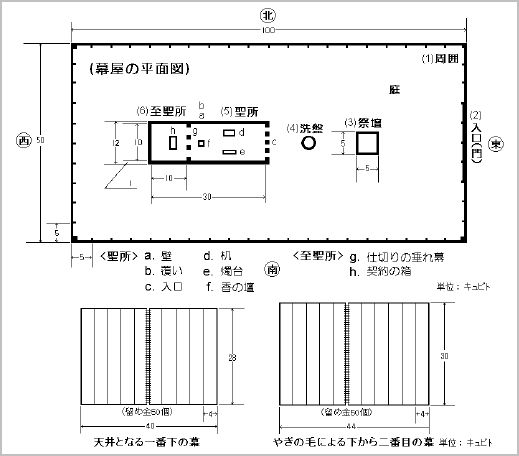 北
100
(1)周囲
(幕屋の平面図)
庭
(6)至聖所
b
a
(5)聖所
(4)洗盤
(3)祭壇
(2)入口(門)
西
50
東
12
10
h
g
f
d
e
c
5
5
10
30
5
5
南
<聖所>
a. 壁
d. 机
b. 覆い
e. 燭台
c. 入口
f. 香の壇
<至聖所>
g. 仕切りの垂れ幕
h. 契約の箱
単位：キュビト
28
(留め金50個)
4
40
天井となる一番下の幕
30
(留め金50個)
4
44
やぎの毛による下から二番目の幕
単位：キュビト